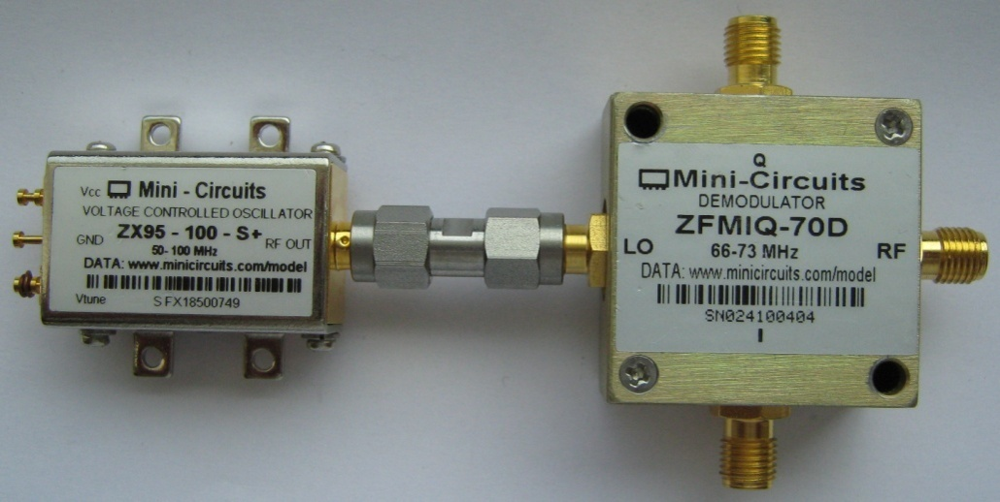 Vcc Mini - Circuits
VOLTAGE CONTROLLED OSCILLATOR
GND ZX95 - 100 - S+ RF OUT
50- 100 MHz
DATA: www.minicircuits.com/model
Vtune S FX18500749
Q
Mini-Circuits
DEMODULATOR
ZFMIQ-70D
LO 66-73 MHz RF
DATA: www.minicircuits.com/model
SN024100404
I